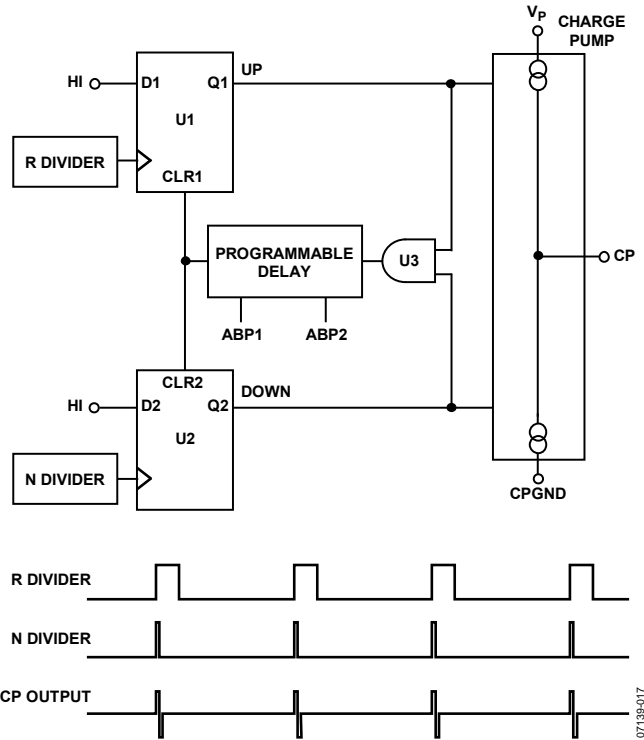 VP
CHARGE
PUMP
HI
D1
Q1
UP
U1
R DIVIDER
CLR1
PROGRAMMABLE
DELAY
U3
CP
ABP1
ABP2
CLR2
HI
D2
Q2
DOWN
U2
N DIVIDER
CPGND
R DIVIDER
N DIVIDER
CP OUTPUT
07139-017